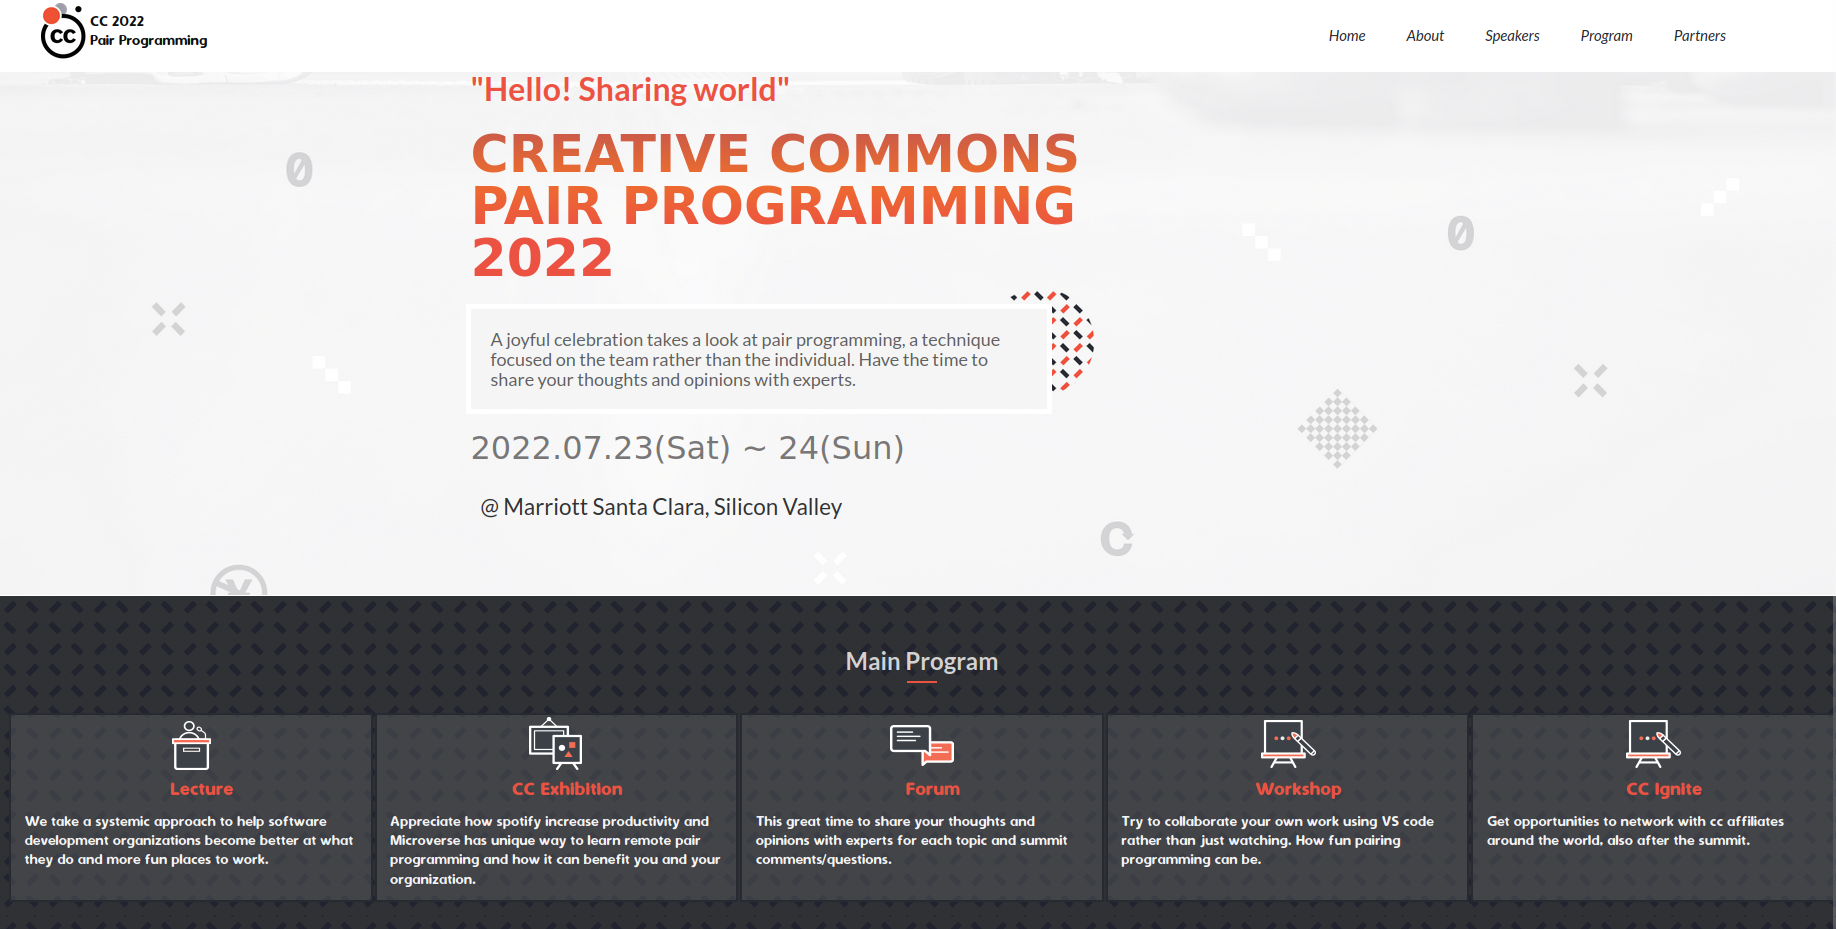 CC 2022
Pair Programming
CC
Home About Speakers Program Partners
"Hello! Sharing world"
CREATIVE COMMONS
PAIR PROGRAMMING
2022
A joyful celebration takes a look at pair programming, a technique
focused on the team rather than the individual. Have the time to
share your thoughts and opinions with experts.
2022.07.23(Sat) ~ 24(Sun)
@ Marriott Santa Clara, Silicon Valley
0
0
C
Main Program
Lecture
We take a systemic approach to help software
development organizations become better at what
they do and more fun places to work.
CC Exhibition
Appreciate how spotify increase productivity and
Microverse has unique way to learn remote pair
programming and how it can benefit you and your
organization.
Forum
This great time to share your thoughts and
opinions with experts for each topic and summit
comments/questions.
Workshop
Try to collaborate your own work using VS code
rather than just watching. How fun pairing
programming can be.
CC Ignite
Get opportunities to network with cc affiliates
around the world, also after the summit.